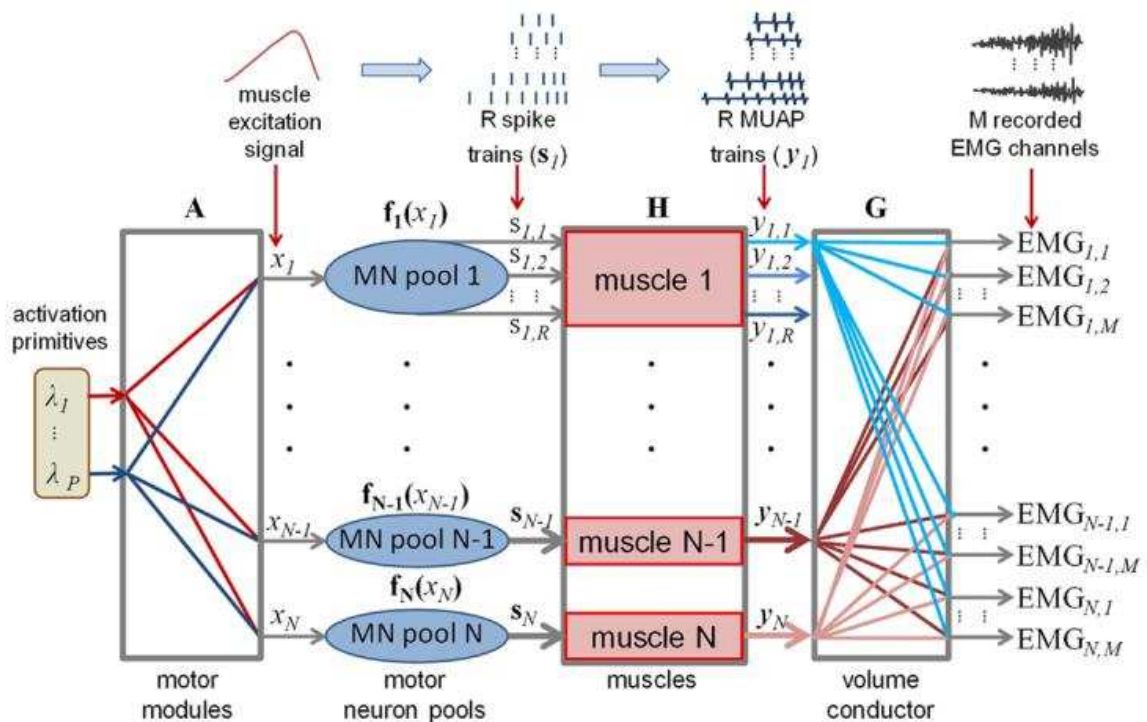 muscle
excitation
signal
R spike
trains (s1)
R MUAP
trains ( y1)
M recorded
EMG channels
A
f1(x1)
H
G
activation
primitives
λ1
⋮
λP
x1
MN pool 1
s1,1
s1,2
s1,R
muscle 1
y1,1
y1,2
y1,R
EMG1,1
EMG1,2
EMG1,M
xN-1
fN-1(xN-1)
MN pool N-1
sN-1
muscle N-1
yN-1
EMGN-1,1
EMGN-1,M
xN
fN(xN)
MN pool N
sN
muscle N
yN
EMGN,1
EMGN,M
motor
modules
motor
neuron pools
muscles
volume
conductor